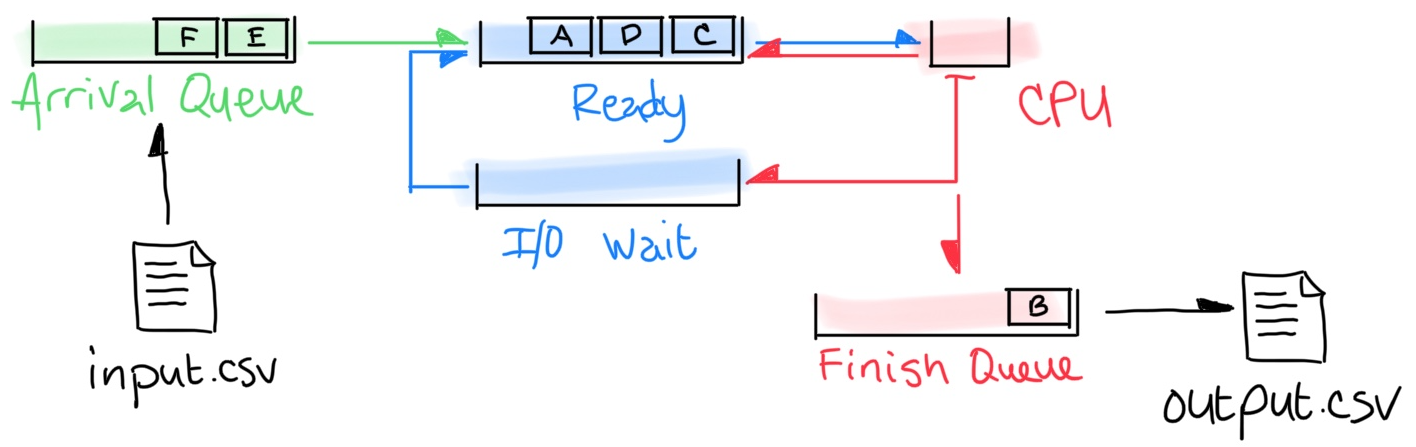 F E
A D C
Arrival Queue
Ready
CPU
I/O Wait
B
input.csv
Finish Queue
output.csv